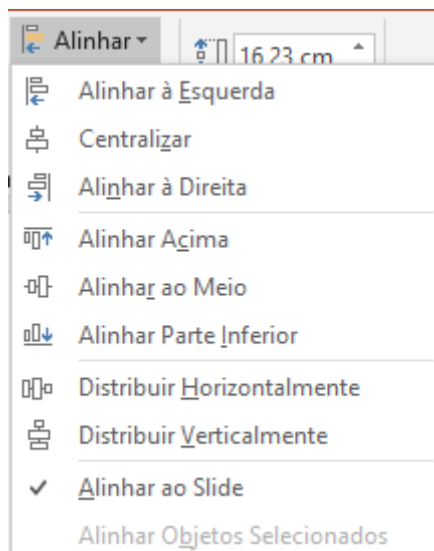 Alinhar
16,23 cm
Alinhar à Esquerda
Centralizar
Alinhar à Direita
Alinhar Acima
Alinhar ao Meio
Alinhar Parte Inferior
Distribuir Horizontalmente
Distribuir Verticalmente
Alinhar ao Slide
Alinhar Objetos Selecionados